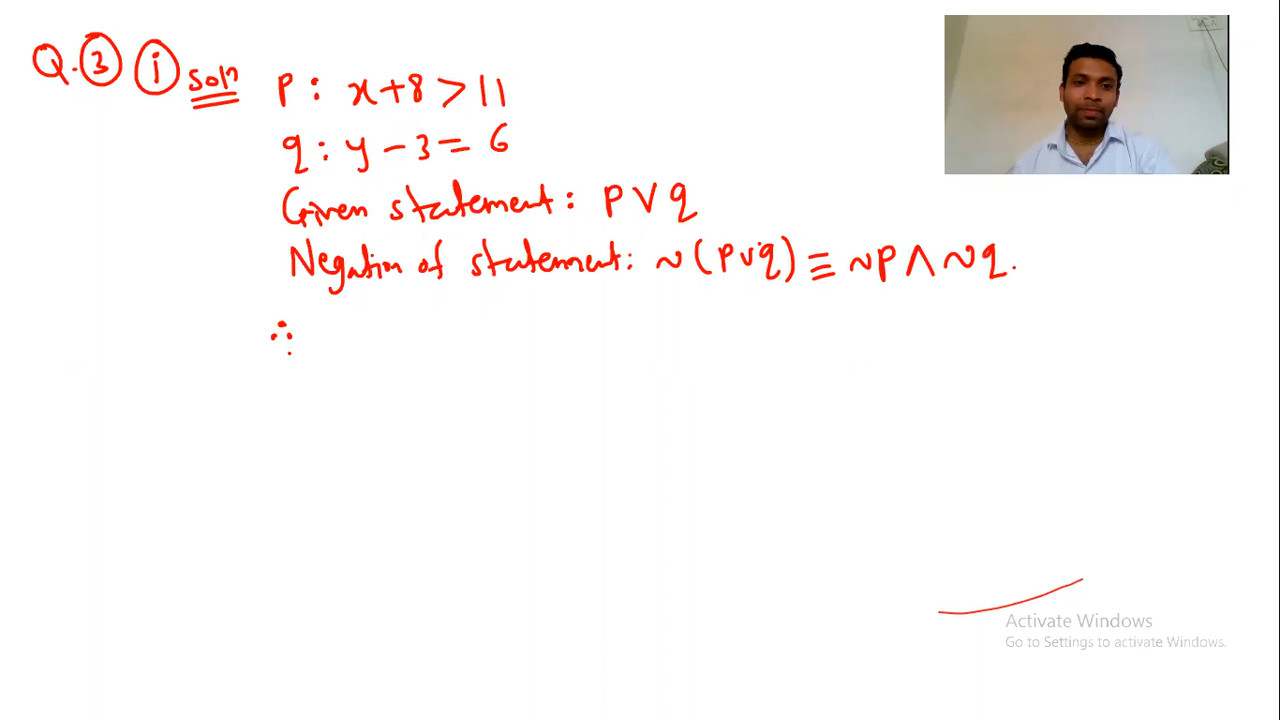 Q. 3 i soln p : x + 8 > 11
q : y - 3 = 6
Given statement : p ∨ q
Negation of statement : ~ (p ∨ q) ≡ ~p ∧ ~q.
∴
Activate Windows
Go to Settings to activate Windows.